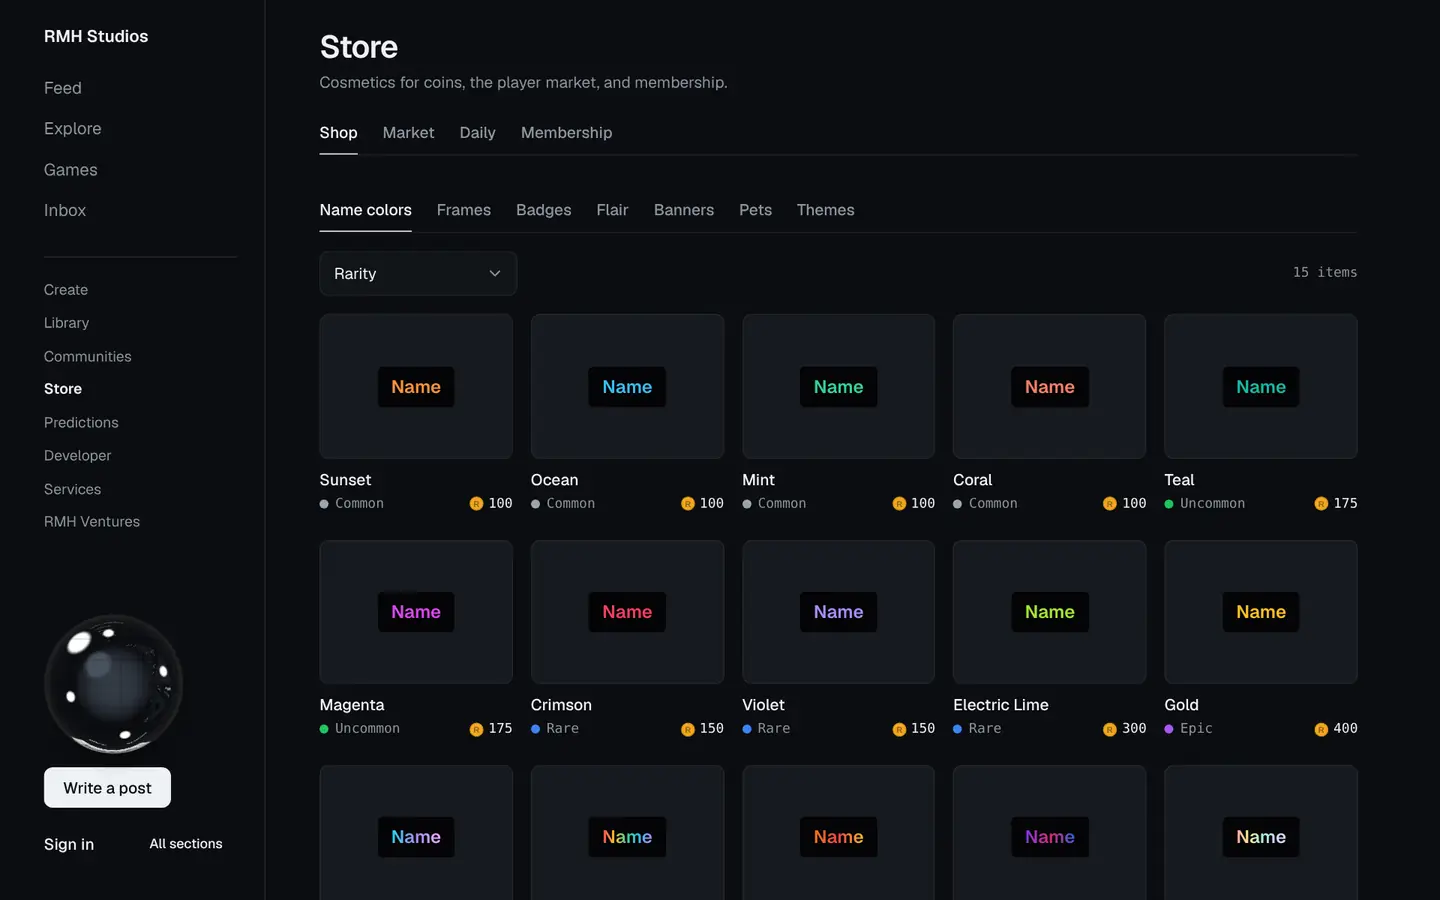 RMH Studios
Feed
Explore
Games
Inbox
Create
Library
Communities
Store
Predictions
Developer
Services
RMH Ventures
Write a post
Sign in All sections
Store
Cosmetics for coins, the player market, and membership.
Shop Market Daily Membership
Name colors Frames Badges Flair Banners Pets Themes
Rarity 15 items
Name Name Name Name Name
Sunset Ocean Mint Coral Teal
Common R 100 Common R 100 Common R 100 Common R 100 Uncommon R 175
Name Name Name Name Name
Magenta Crimson Violet Electric Lime Gold
Uncommon R 175 Rare R 150 Rare R 150 Rare R 300 Epic R 400
Name Name Name Name Name